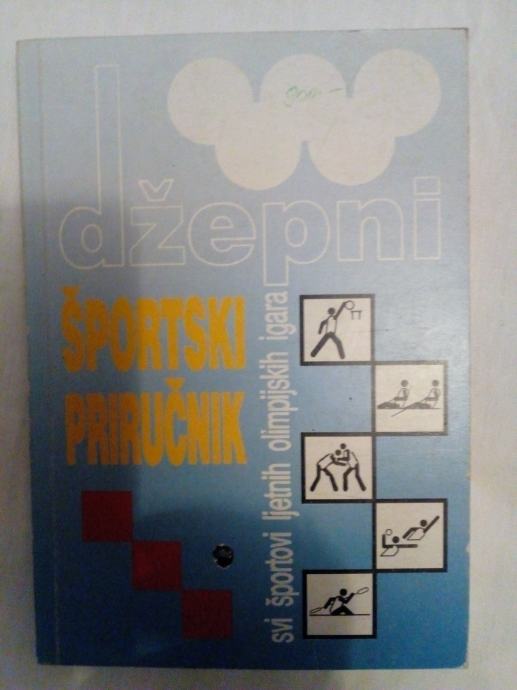 džepni
ŠPORTSKI
PRIRUČNIK
svi športovi ljetnih olimpijskih igara